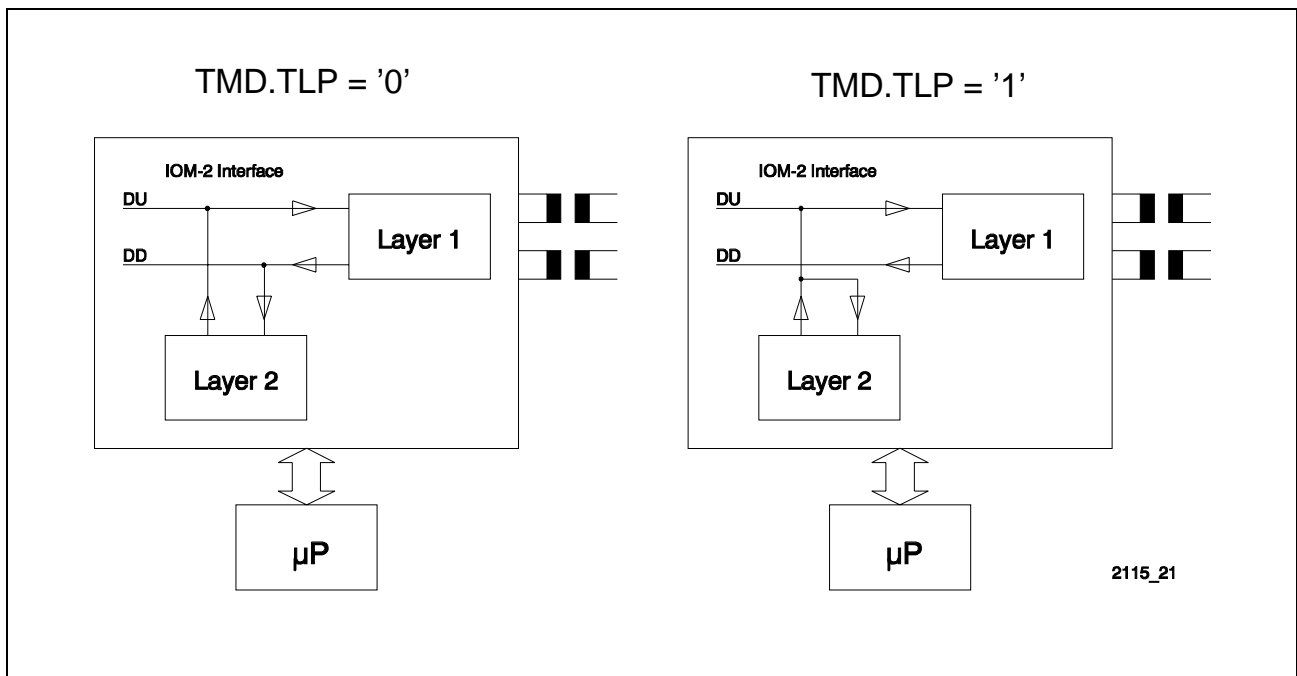 TMD.TLP = ’0’
IOM-2 Interface
DU
DD
Layer 1
Layer 2
µP
TMD.TLP = ’1’
IOM-2 Interface
DU
DD
Layer 1
Layer 2
µP
2115_21